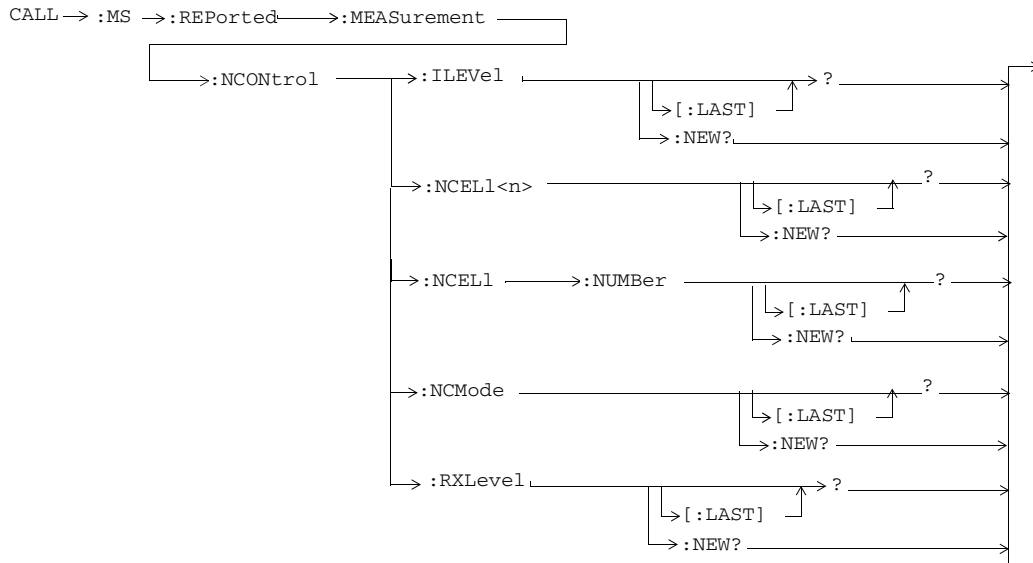 CALL :MS :REPorted :MEASurement
:NCONtrol :ILEVel ?
[:LAST]
:NEW?
:NCELl<n> ?
[:LAST]
:NEW?
:NCELl :NUMBer ?
[:LAST]
:NEW?
:NCMode ?
[:LAST]
:NEW?
:RXLevel ?
[:LAST]
:NEW?